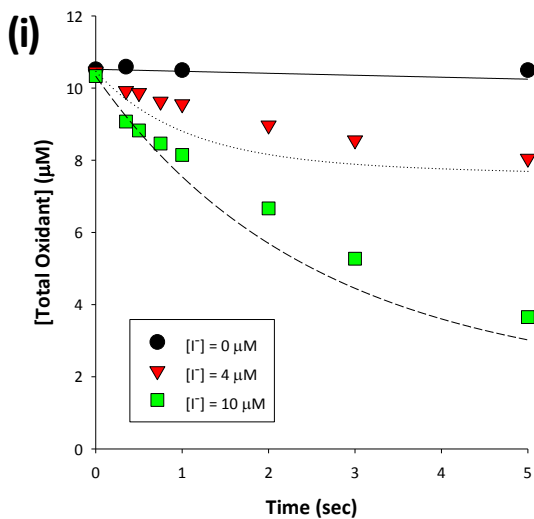 (i)
12
10
8
6
4
2
0
[Total Oxidant] (µM)
[I⁻] = 0 µM
[I⁻] = 4 µM
[I⁻] = 10 µM
0 1 2 3 4 5
Time (sec)